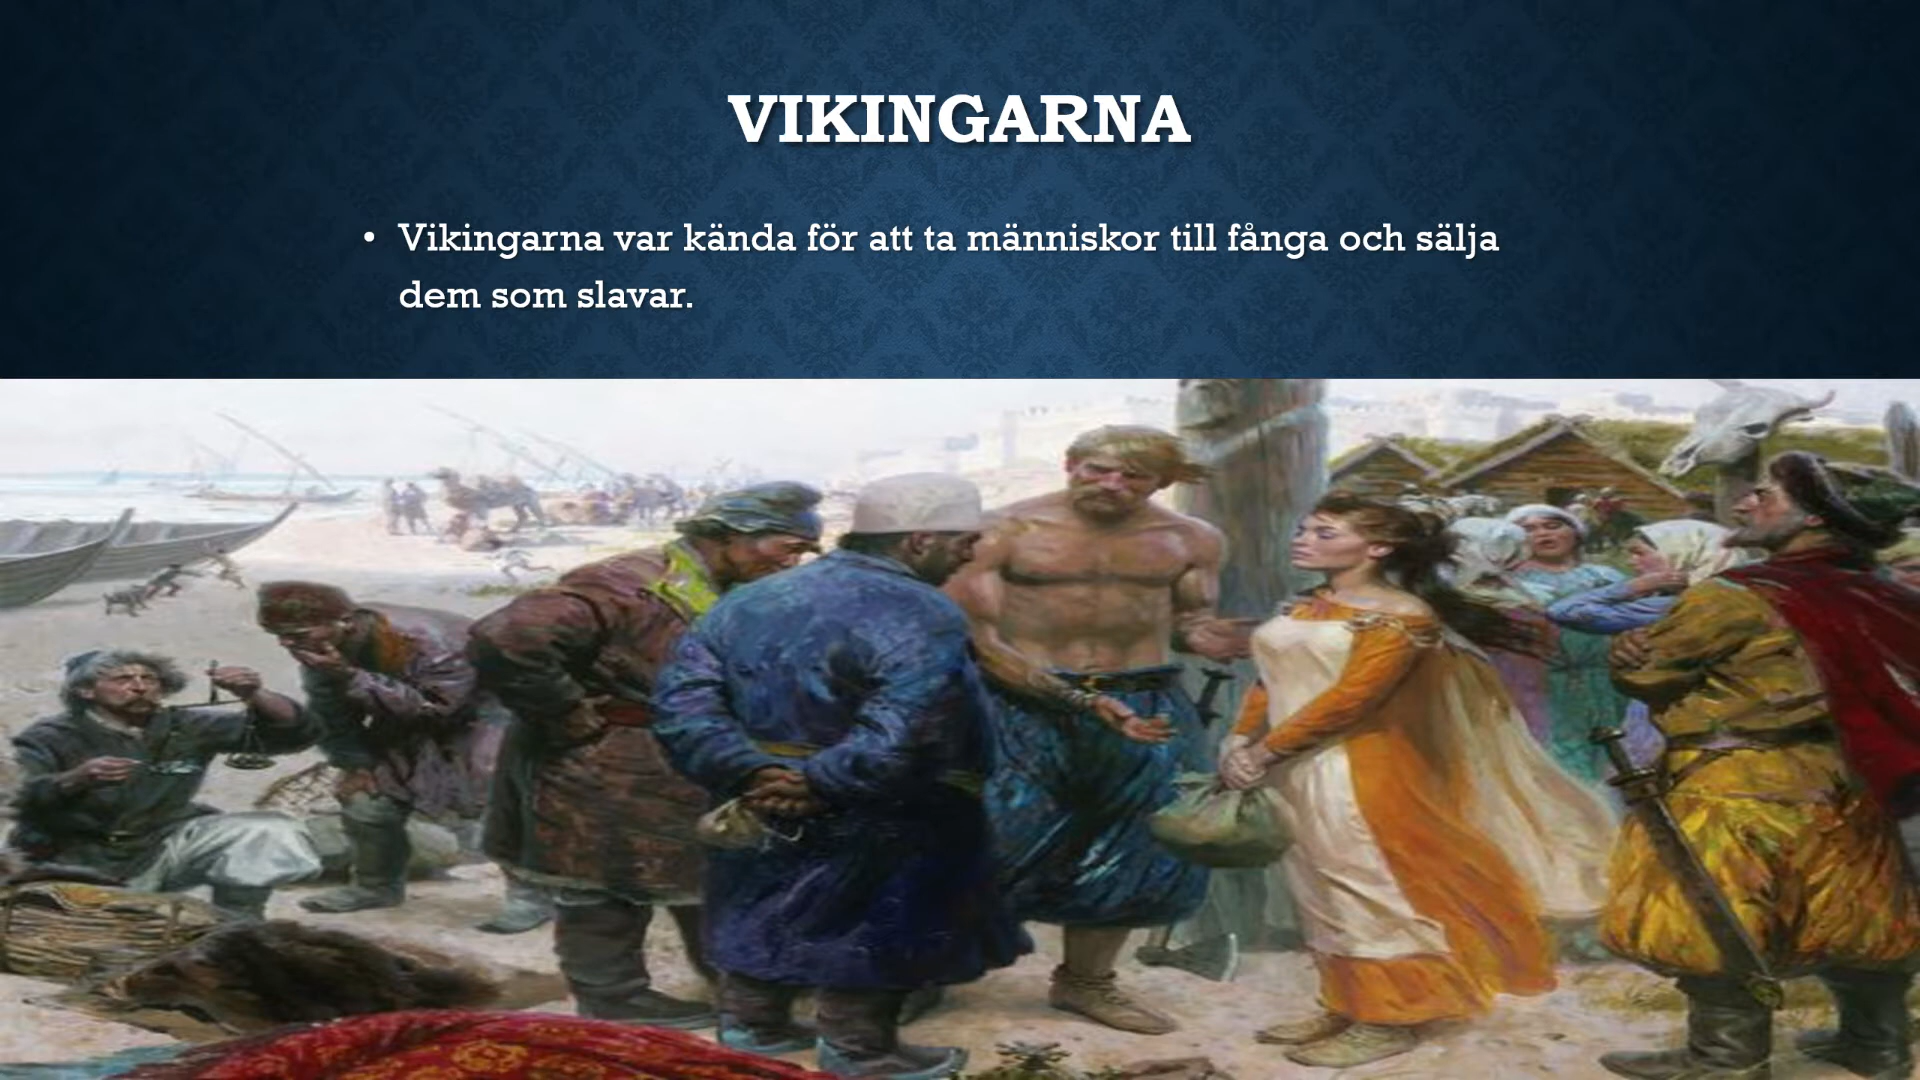 VIKINGARNA
• Vikingarna var kända för att ta människor till fånga och sälja
dem som slavar.